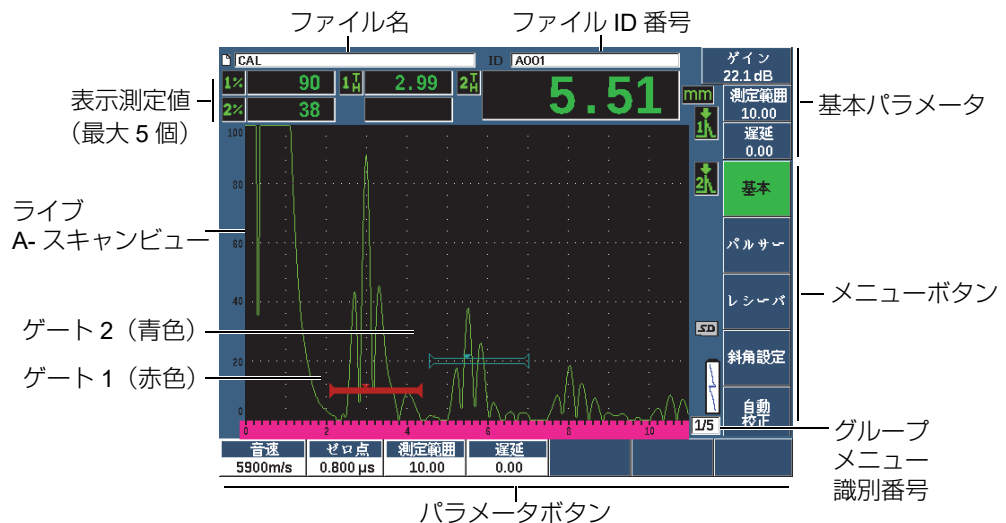 ファイル名
ファイル ID 番号
CAL
ID
A001
ゲイン
22.1 dB
1%
90
1TH
2.99
2TH
5.51
mm
2%
38
測定範囲
10.00
遅延
0.00
表示測定値
（最大 5 個）
基本パラメータ
1
2
100
80
60
40
20
0
0
2
4
6
8
10
基本
パルサー
レシーバ
斜角設定
自動
校正
SD
1/5
ライブ
A- スキャンビュー
ゲート 2（青色）
ゲート 1（赤色）
メニューボタン
グループ
メニュー
識別番号
音速
5900m/s
ゼロ点
0.800 µs
測定範囲
10.00
遅延
0.00
パラメータボタン